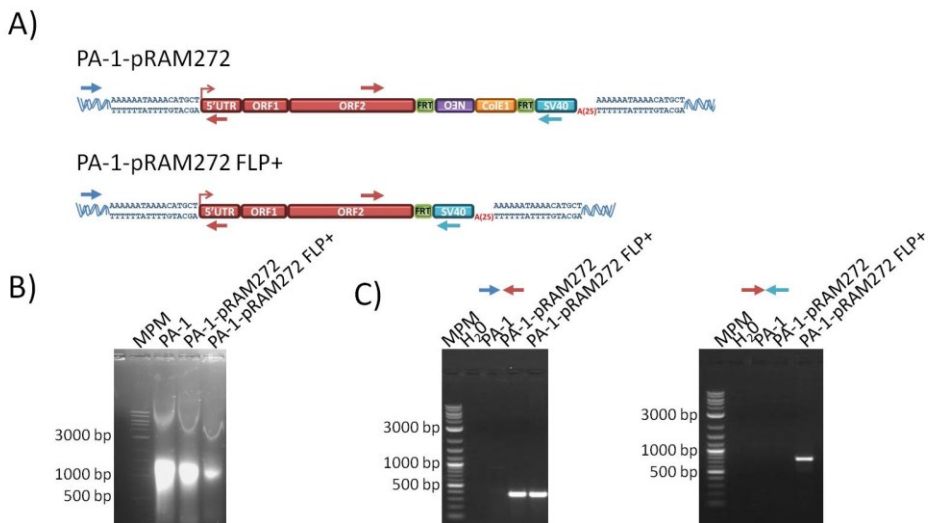 A)
PA-1-pRAM272
AAAAAATAAAACATGCT AAAAAATAAAACATGCT
TTTTTTATTTTGTACGA 5'UTR ORF1 ORF2 FRT NEO ColE1 FRT SV40 A(25) TTTTTTATTTTGTACGA
PA-1-pRAM272 FLP+
AAAAAATAAAACATGCT AAAAAATAAAACATGCT
TTTTTTATTTTGTACGA 5'UTR ORF1 ORF2 FRT SV40 A(25) TTTTTTATTTTGTACGA
B)
MPM
PA-1
PA-1-pRAM272
PA-1-pRAM272 FLP+
3000 bp
1000 bp
500 bp
C)
MPM
H20
PA-1
PA-1-pRAM272
PA-1-pRAM272 FLP+
3000 bp
1000 bp
500 bp
MPM
H20
PA-1
PA-1-pRAM272
PA-1-pRAM272 FLP+
3000 bp
1000 bp
500 bp